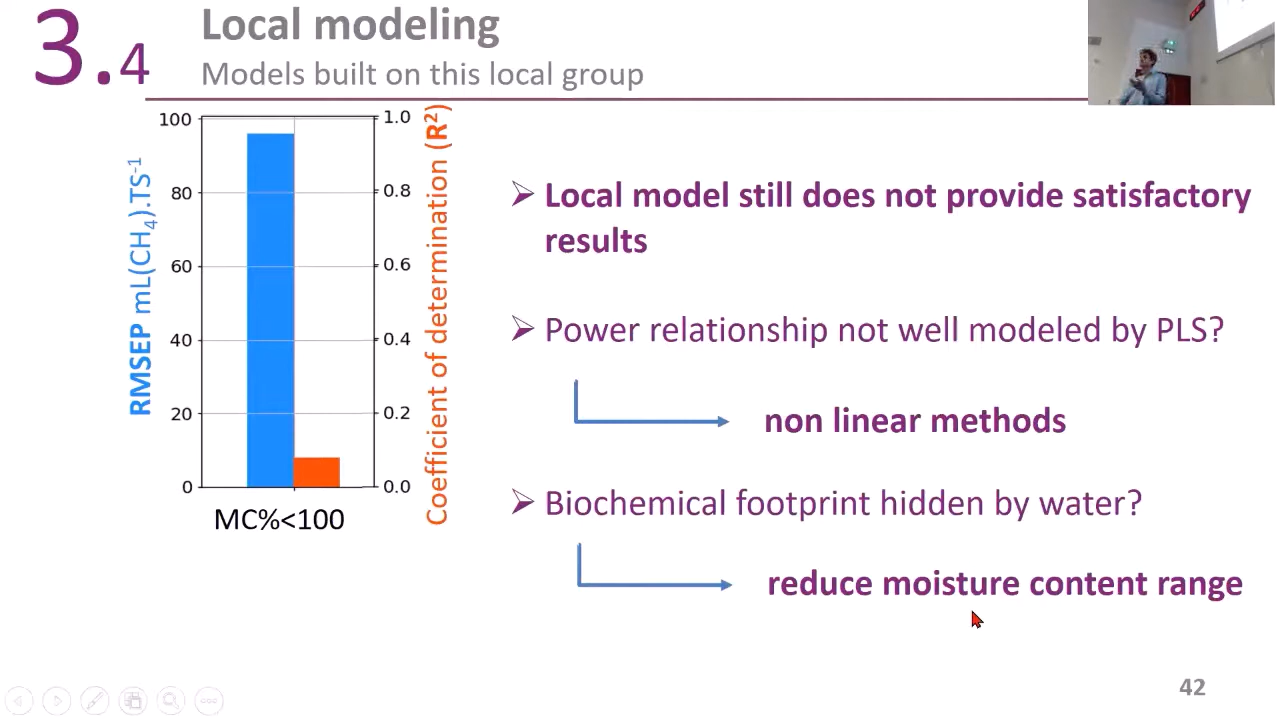 3.4
Local modeling
Models built on this local group
RMSEP mL(CH4).TS-1
100
80
60
40
20
0
1.0
0.8
0.6
0.4
0.2
0.0
Coefficient of determination (R2)
MC%<100
➢ Local model still does not provide satisfactory
results
➢ Power relationship not well modeled by PLS?
non linear methods
➢ Biochemical footprint hidden by water?
reduce moisture content range
42